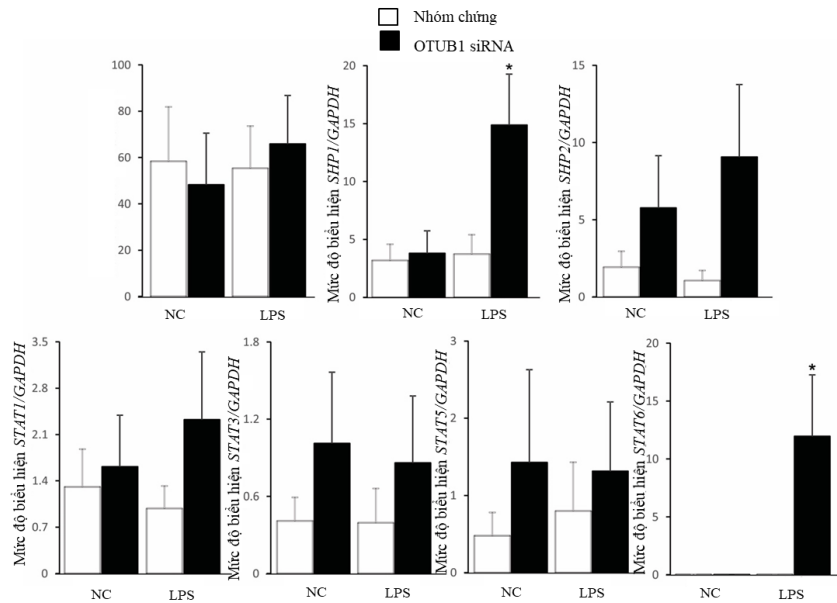 Nhóm chứng
OTUB1 siRNA
100
80
60
40
20
0
NC LPS
Mức độ biểu hiện SHP1/GAPDH
20
15
10
5
0
*
NC LPS
Mức độ biểu hiện SHP2/GAPDH
15
10
5
0
NC LPS
Mức độ biểu hiện STAT1/GAPDH
3.5
2.8
2.1
1.4
0.7
0
NC LPS
Mức độ biểu hiện STAT3/GAPDH
1.8
1.2
0.6
0
NC LPS
Mức độ biểu hiện STAT5/GAPDH
3
2
1
0
NC LPS
Mức độ biểu hiện STAT6/GAPDH
20
15
10
5
0
*
NC LPS